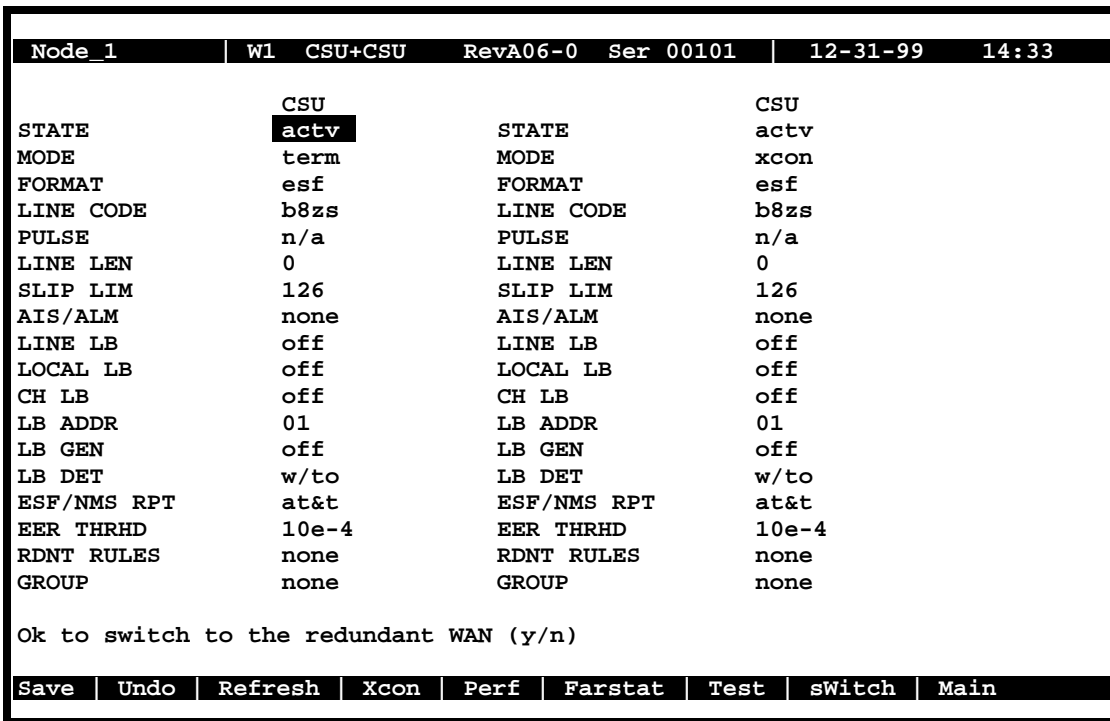 Node_1 | W1 CSU+CSU RevA06-0 Ser 00101 | 12-31-99 14:33
CSU CSU
STATE actv STATE actv
MODE term MODE xcon
FORMAT esf FORMAT esf
LINE CODE b8zs LINE CODE b8zs
PULSE n/a PULSE n/a
LINE LEN 0 LINE LEN 0
SLIP LIM 126 SLIP LIM 126
AIS/ALM none AIS/ALM none
LINE LB off LINE LB off
LOCAL LB off LOCAL LB off
CH LB off CH LB off
LB ADDR 01 LB ADDR 01
LB GEN off LB GEN off
LB DET w/to LB DET w/to
ESF/NMS RPT at&t ESF/NMS RPT at&t
EER THRHD 10e-4 EER THRHD 10e-4
RDNT RULES none RDNT RULES none
GROUP none GROUP none
Ok to switch to the redundant WAN (y/n)
Save | Undo | Refresh | Xcon | Perf | Farstat | Test | sWitch | Main